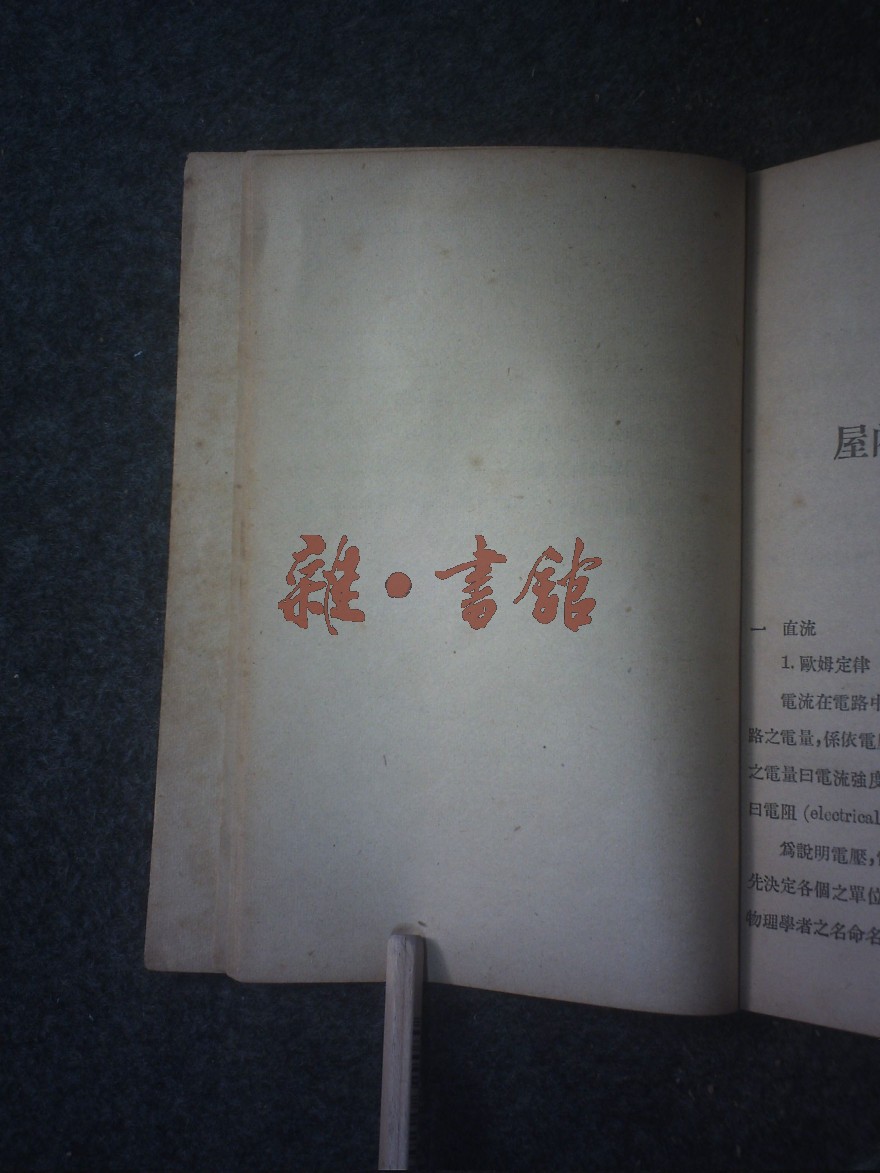 雜•書館
屋內
一 直流
1. 歐姆定律
電流在電路中
路之電量，係依電
之電量曰電流強度
曰電阻 (electrical
爲說明電壓，
先決定各個之單位
物理學者之名命名